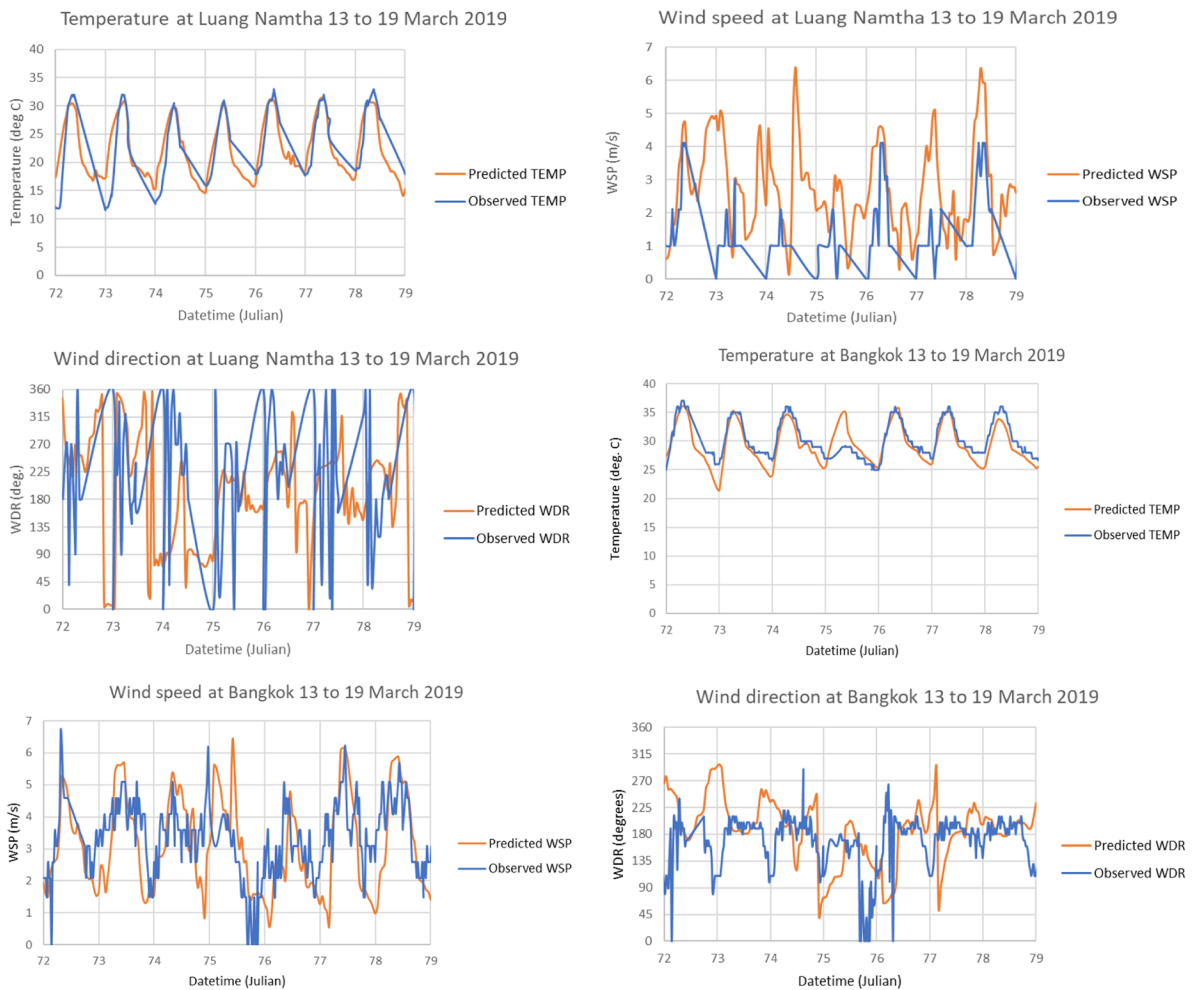 Temperature at Luang Namtha 13 to 19 March 2019
40
35
30
25
20
15
10
5
0
Temperature (deg C)
72 73 74 75 76 77 78 79
Datetime (Julian)
Predicted TEMP
Observed TEMP
Wind speed at Luang Namtha 13 to 19 March 2019
7
6
5
4
3
2
1
0
WSP (m/s)
72 73 74 75 76 77 78 79
Datetime (Julian)
Predicted WSP
Observed WSP
Wind direction at Luang Namtha 13 to 19 March 2019
360
315
270
225
180
135
90
45
0
WDR (deg.)
72 73 74 75 76 77 78 79
Datetime (Julian)
Predicted WDR
Observed WDR
Temperature at Bangkok 13 to 19 March 2019
40
35
30
25
20
15
10
5
0
Temperature (deg. C)
72 73 74 75 76 77 78 79
Datetime (Julian)
Predicted TEMP
Observed TEMP
Wind speed at Bangkok 13 to 19 March 2019
7
6
5
4
3
2
1
0
WSP (m/s)
72 73 74 75 76 77 78 79
Datetime (Julian)
Predicted WSP
Observed WSP
Wind direction at Bangkok 13 to 19 March 2019
360
315
270
225
180
135
90
45
0
WDR (degrees)
72 73 74 75 76 77 78 79
Datetime (Julian)
Predicted WDR
Observed WDR